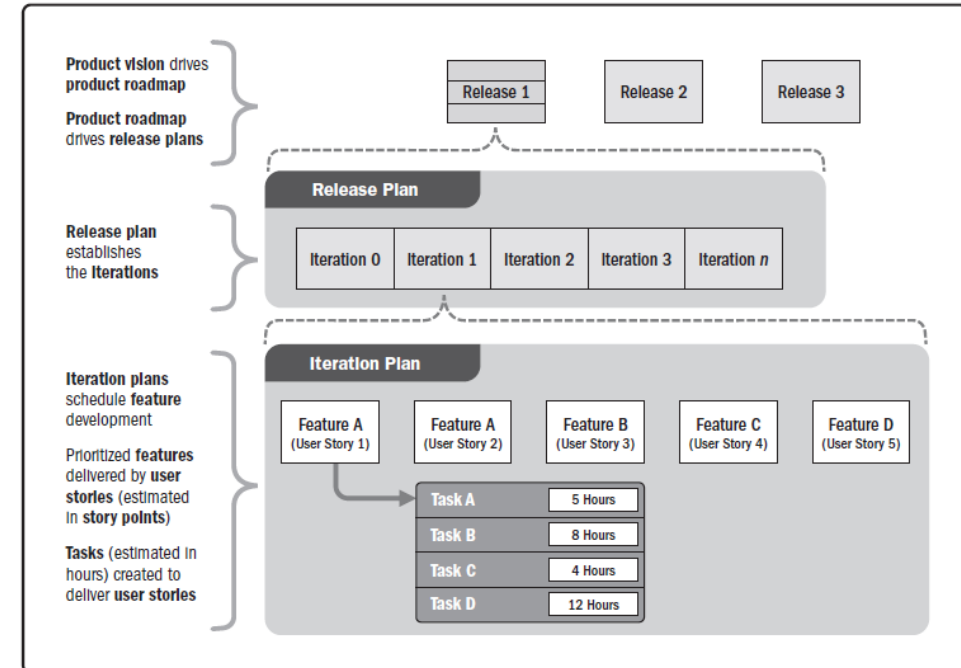 Product vision drives
product roadmap
Product roadmap
drives release plans
Release 1
Release 2
Release 3
Release Plan
Release plan
establishes
the iterations
Iteration 0
Iteration 1
Iteration 2
Iteration 3
Iteration n
Iteration Plan
Iteration plans
schedule feature
development
Prioritized features
delivered by user
stories (estimated
in story points)
Tasks (estimated in
hours) created to
deliver user stories
Feature A
(User Story 1)
Feature A
(User Story 2)
Feature B
(User Story 3)
Feature C
(User Story 4)
Feature D
(User Story 5)
Task A
5 Hours
Task B
8 Hours
Task C
4 Hours
Task D
12 Hours